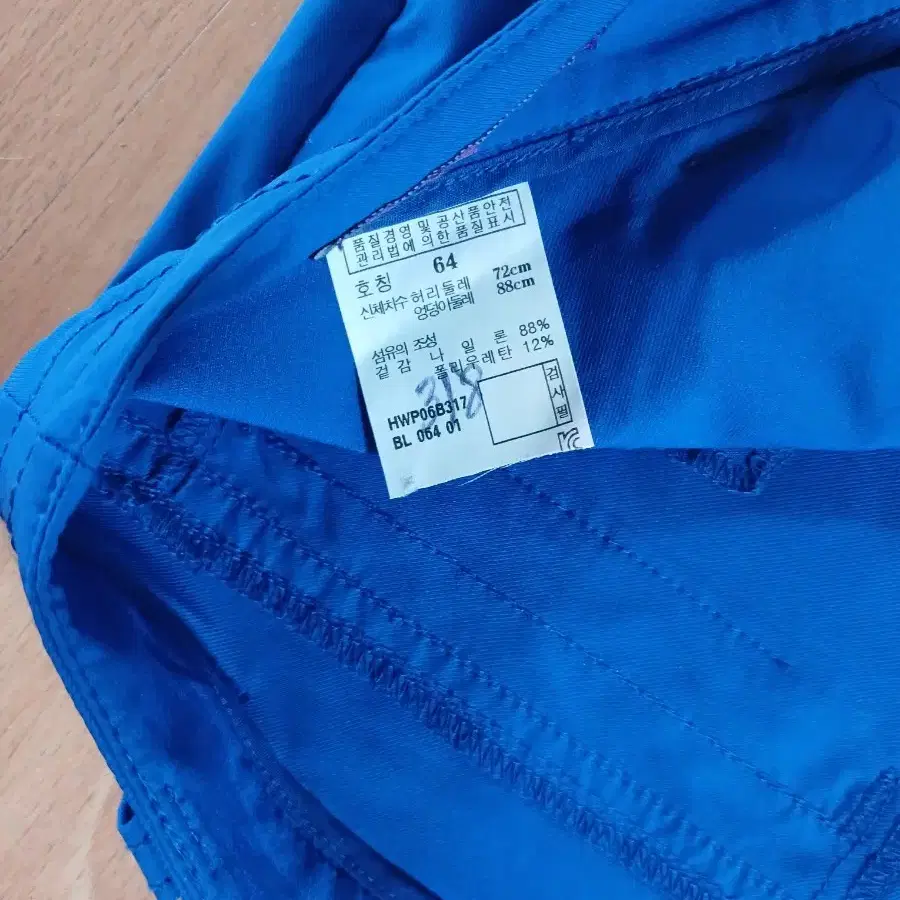 품질경영 및 공산품안전
관리법에 의한 품질표시
호칭 64
신체치수 허리둘레 72cm
엉덩이둘레 88cm
섬유의 조성
겉감 나일론 88%
폴리우레탄 12%
318
HWP06B317
BL 064 01
검사필